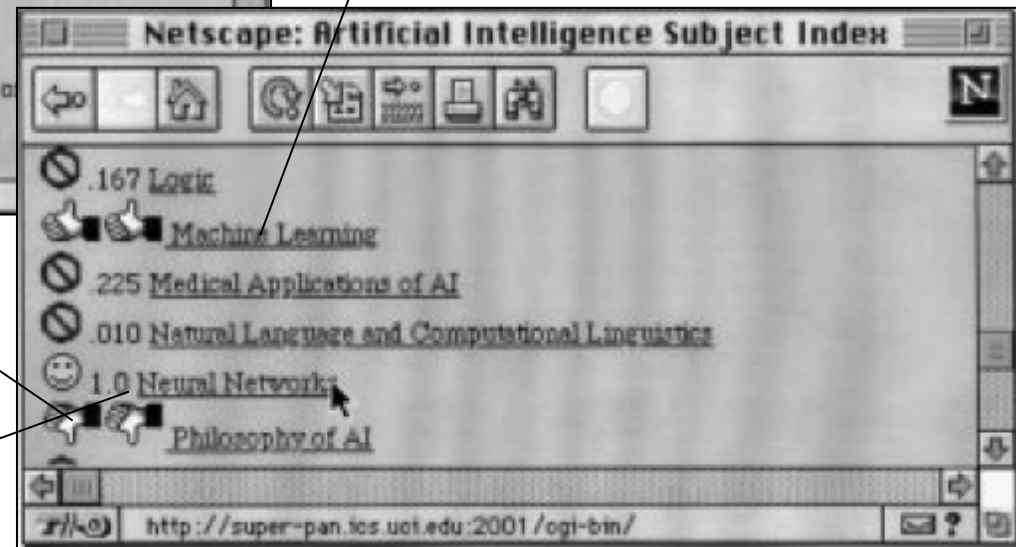 Netscape: Artificial Intelligence Subject Index
N
.167 Logic
Machine Learning
.225 Medical Applications of AI
.010 Natural Language and Computational Linguistics
1.0 Neural Networks
Philosophy of AI
http://super-pan.ics.uci.edu:2001/cgi-bin/
?